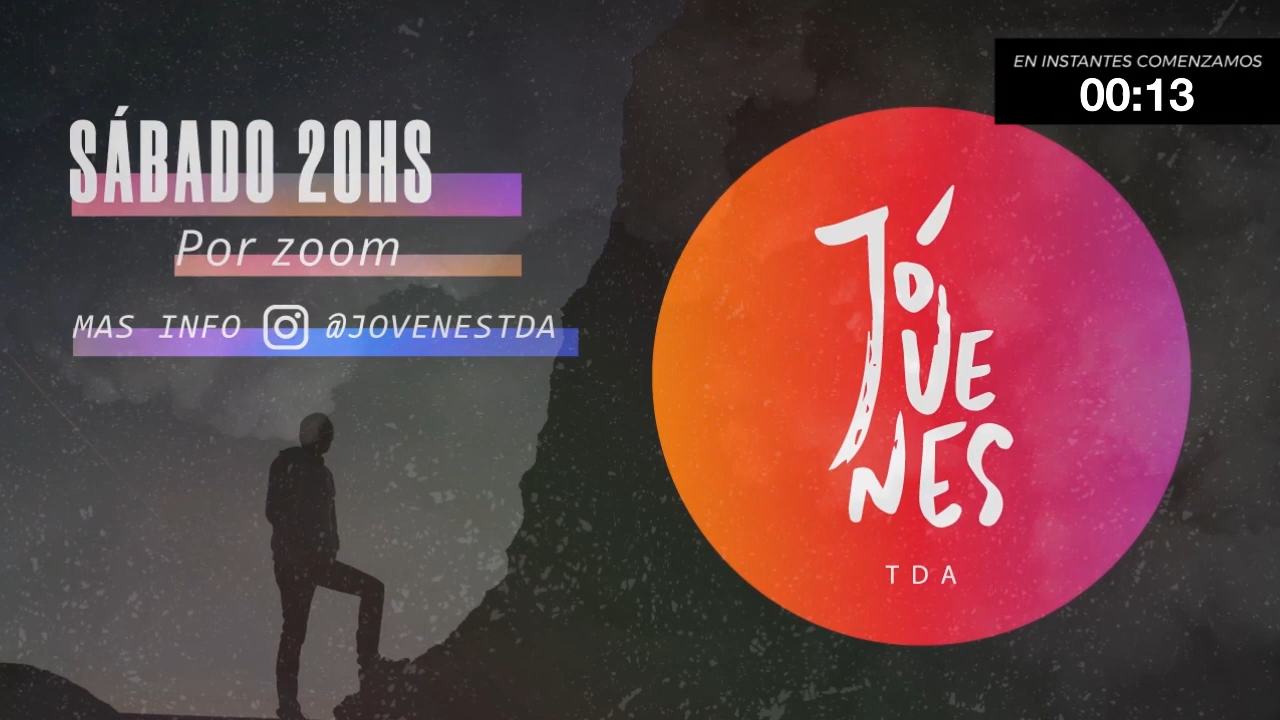 EN INSTANTES COMENZAMOS
00:13
SÁBADO 20HS
Por zoom
MAS INFO @JOVENESTDA
JÓVENES
TDA